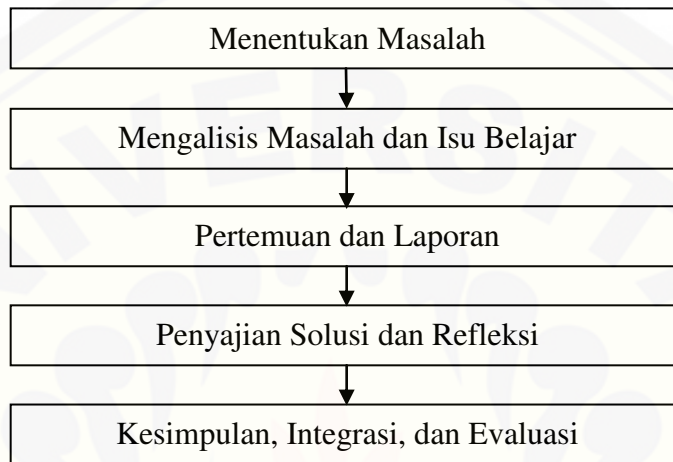 Menentukan Masalah
Mengalisis Masalah dan Isu Belajar
Pertemuan dan Laporan
Penyajian Solusi dan Refleksi
Kesimpulan, Integrasi, dan Evaluasi